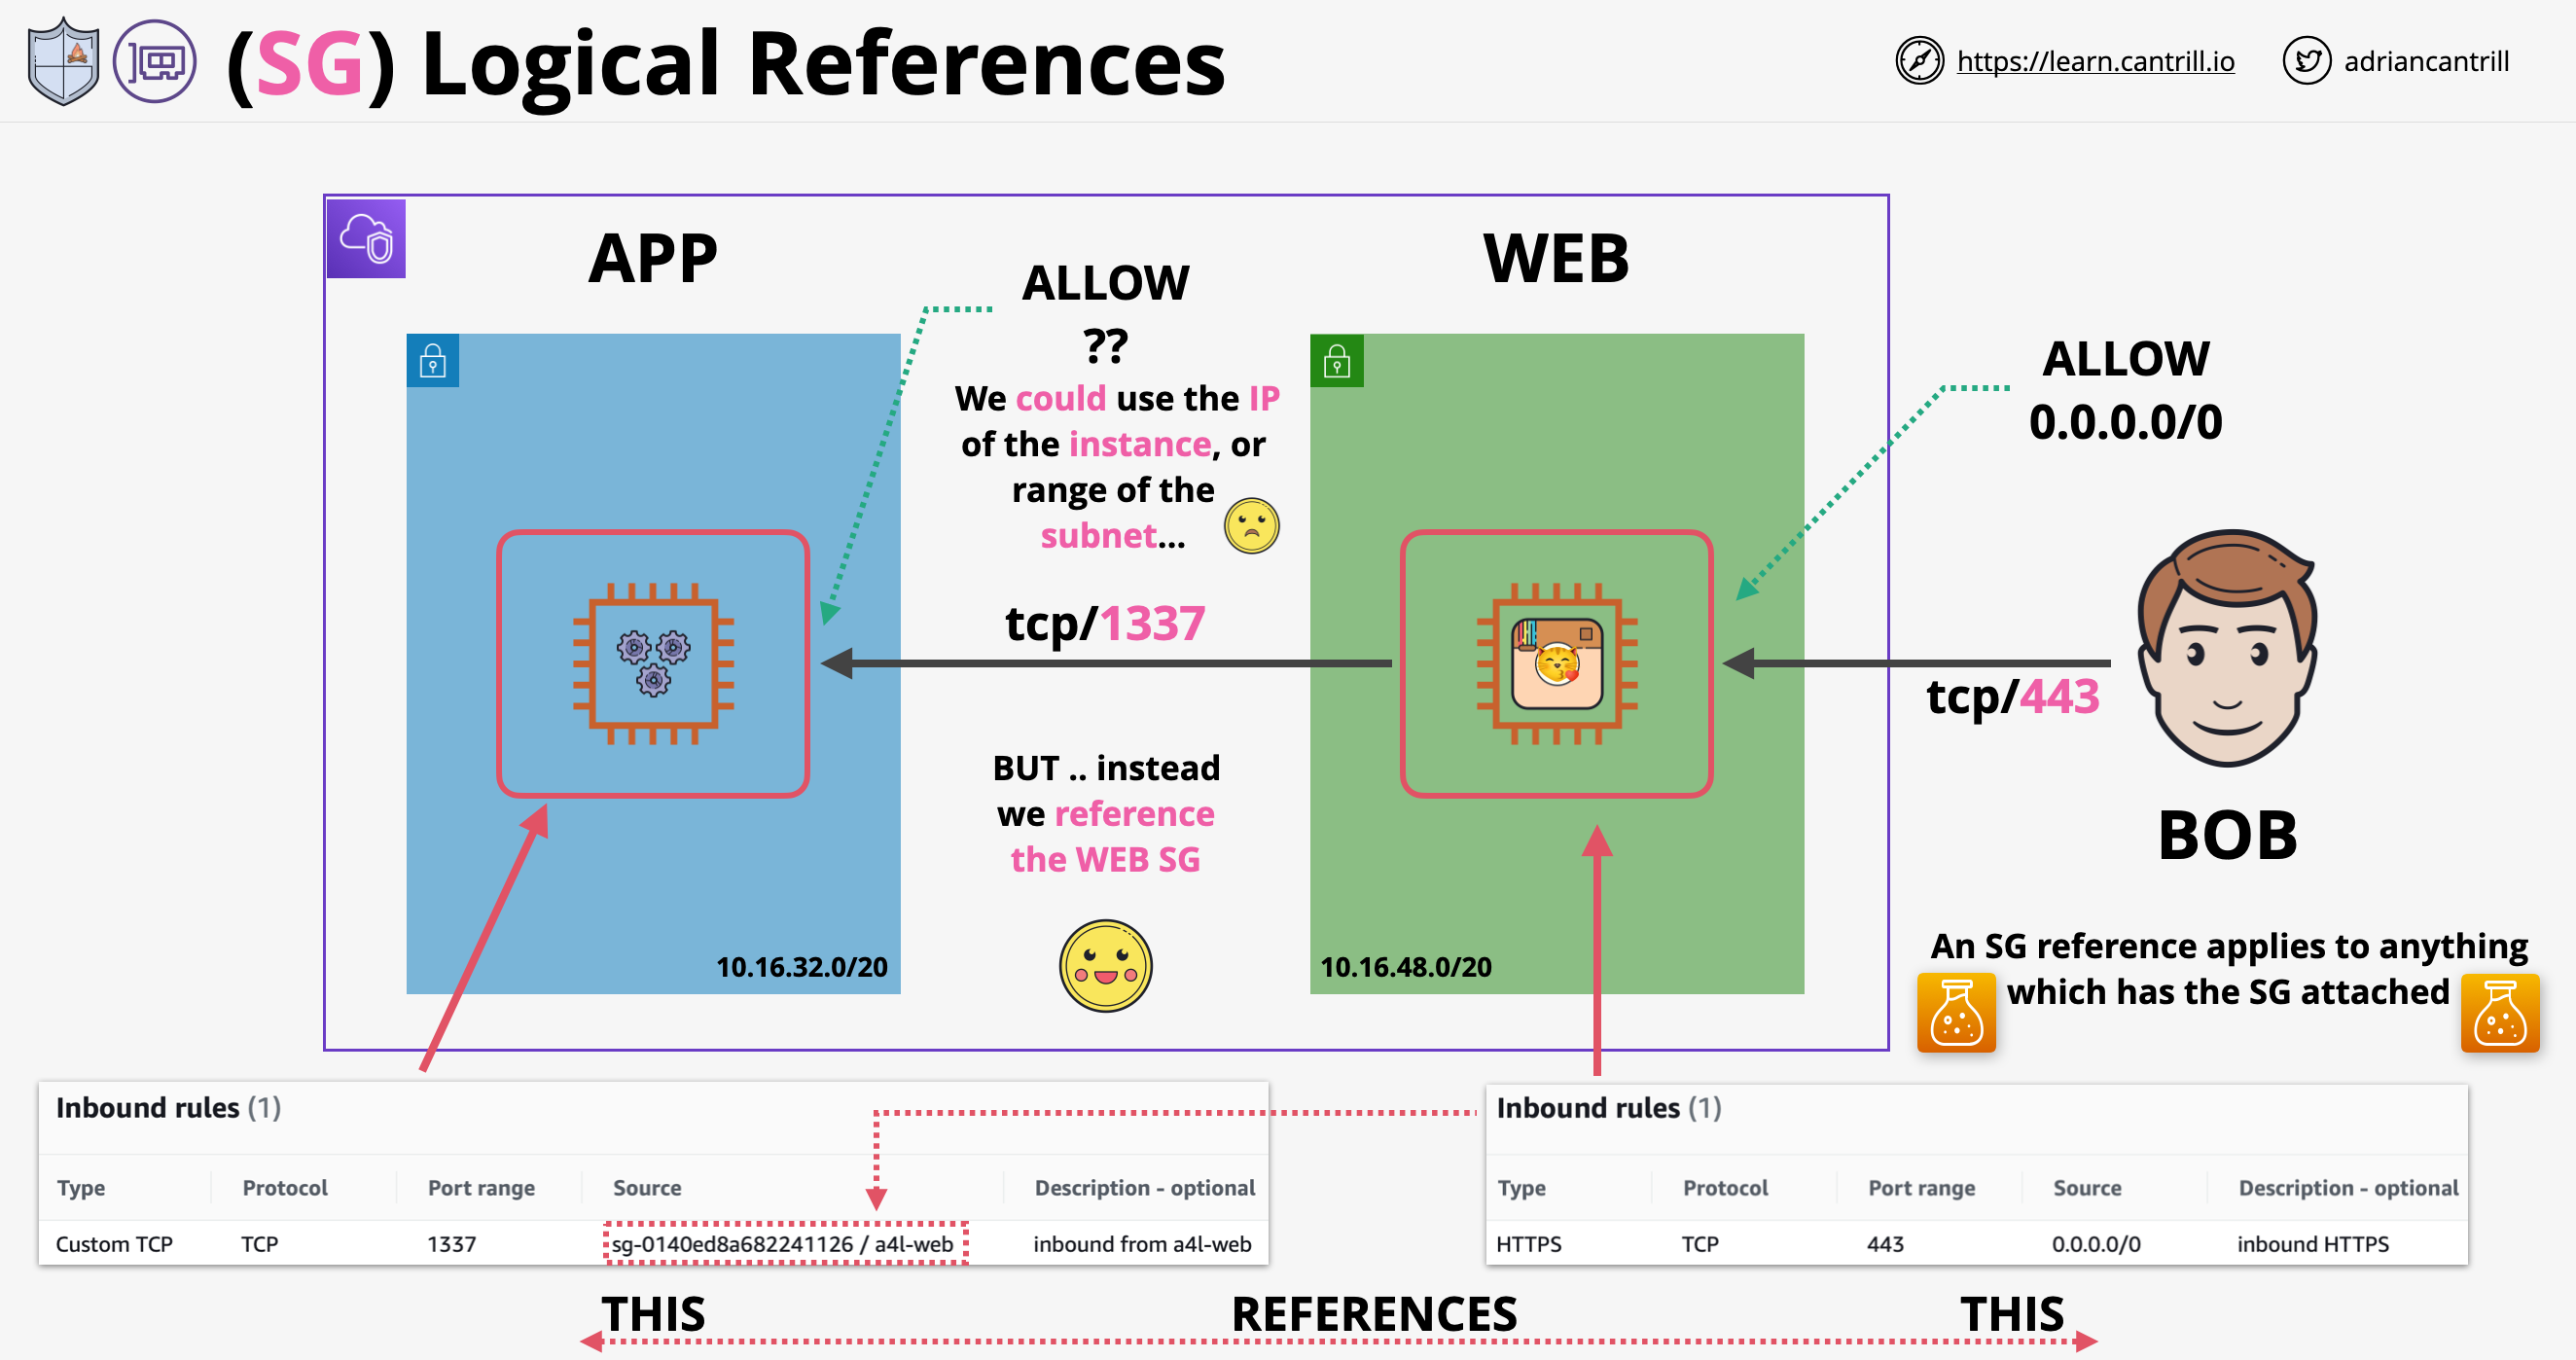 (SG) Logical References
https://learn.cantrill.io
adriancantrill
APP
ALLOW
??
We could use the IP
of the instance, or
range of the
subnet...
tcp/1337
BUT .. instead
we reference
the WEB SG
10.16.32.0/20
WEB
10.16.48.0/20
ALLOW
0.0.0.0/0
tcp/443
BOB
An SG reference applies to anything
which has the SG attached
Inbound rules (1)
Type Protocol Port range Source Description - optional
Custom TCP TCP 1337 sg-0140ed8a682241126 / a4l-web inbound from a4l-web
Inbound rules (1)
Type Protocol Port range Source Description - optional
HTTPS TCP 443 0.0.0.0/0 inbound HTTPS
THIS REFERENCES THIS